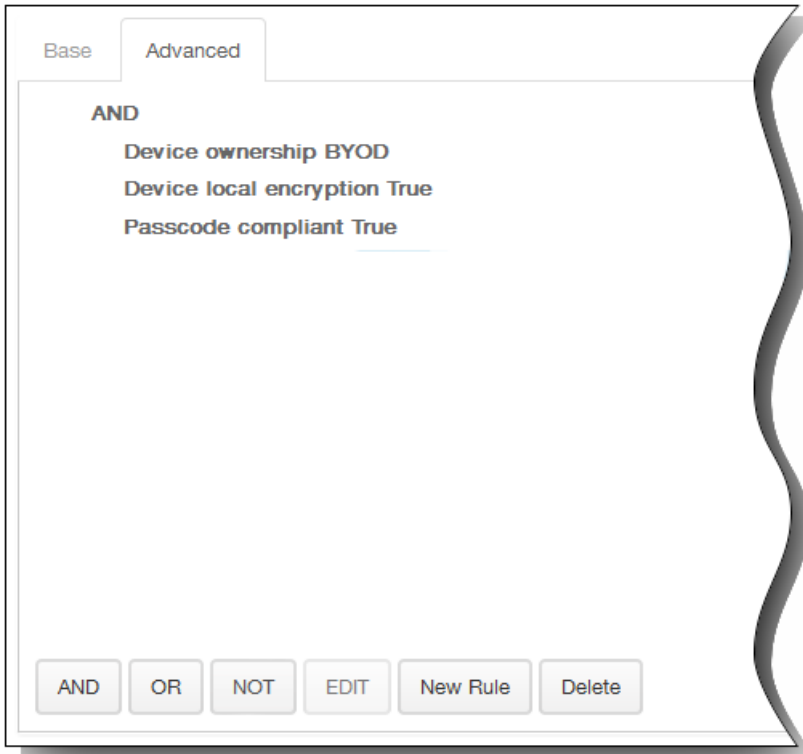 Base Advanced
AND
Device ownership BYOD
Device local encryption True
Passcode compliant True
AND OR NOT EDIT New Rule Delete